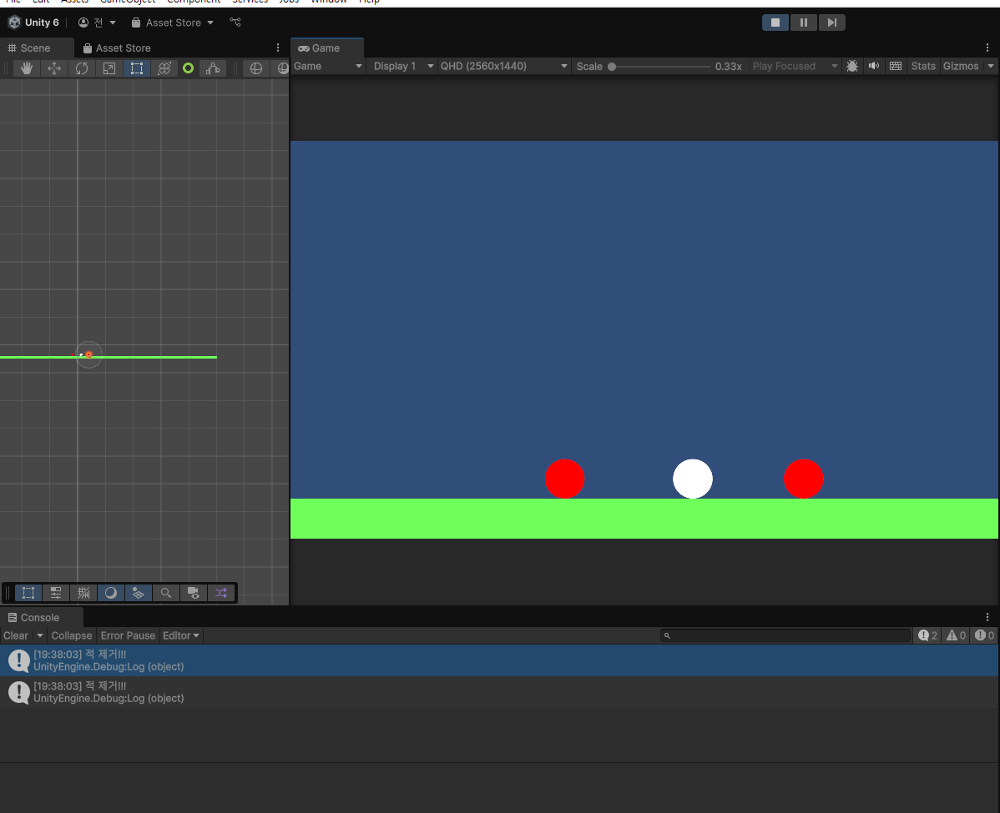 File Edit Assets GameObject Component Services Jobs Window Help
Unity 6 전 Asset Store
Scene Asset Store Game
Game Display 1 QHD (2560x1440) Scale 0.33x Play Focused Stats Gizmos
Console
Clear Collapse Error Pause Editor 2 0 0
[19:38:03] 적 제거!!!
UnityEngine.Debug:Log (object)
[19:38:03] 적 제거!!!
UnityEngine.Debug:Log (object)